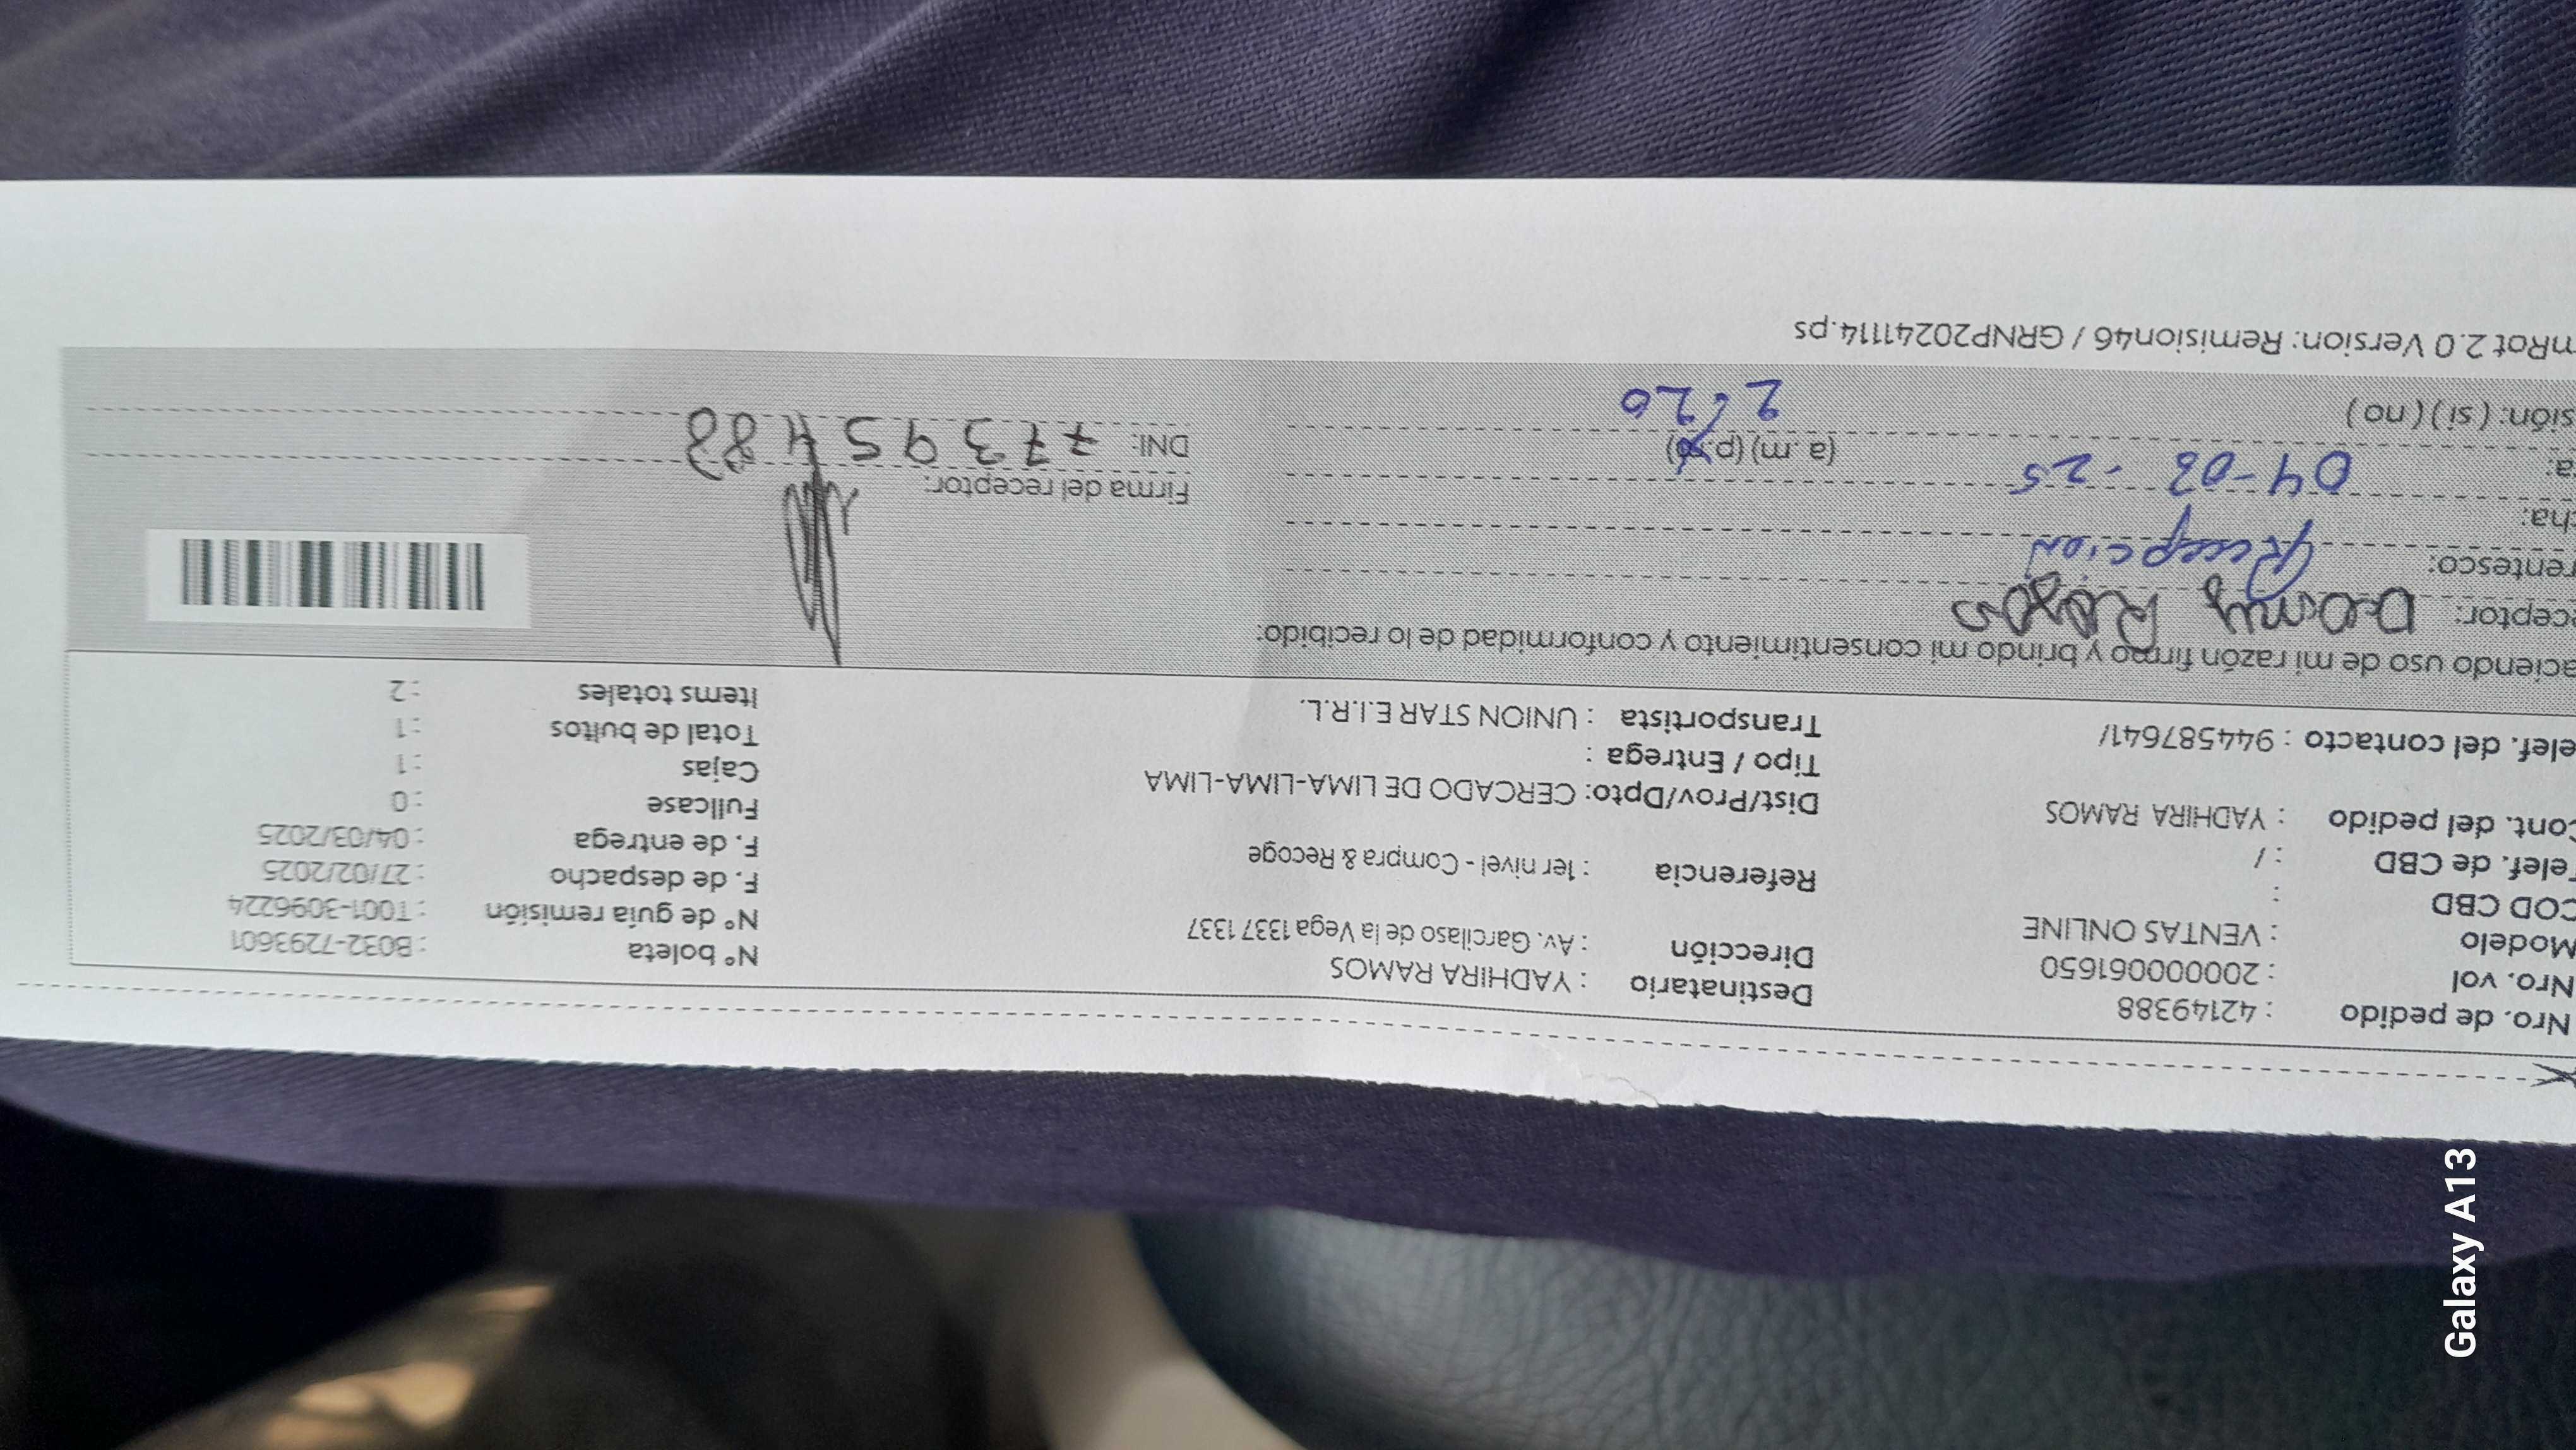 Nro. de pedido : 42149388 Destinatario : YADHIRA RAMOS N° boleta : B032-7293601
Nro. vol : 2000000061650 Dirección : Av. Garcilaso de la Vega 1337 1337 N° de guía remisión : T001-3096224
Modelo : VENTAS ONLINE F. de despacho : 27/02/2025
COD CBD : Referencia : 1er nivel - Compra & Recoge F. de entrega : 04/03/2025
Telef. de CBD : / Fullcase : 0
Cont. del pedido : YADHIRA RAMOS Dist/Prov/Dpto: CERCADO DE LIMA-LIMA-LIMA Cajas : 1
Tipo / Entrega : Total de bultos : 1
elef. del contacto : 944587641/ Transportista : UNION STAR E.I.R.L. Items totales : 2
aciendo uso de mi razón firmo y brindo mi consentimiento y conformidad de lo recibido:
ceptor:
rentesco: Recepcion
cha: 04-03-25 Firma del receptor:
a: (a.m) (p.m) 2:20 DNI: 77395488
sión: ( si ) ( no )
nRot 2.0 Version: Remision46 / GRNP20241114.ps
Galaxy A13